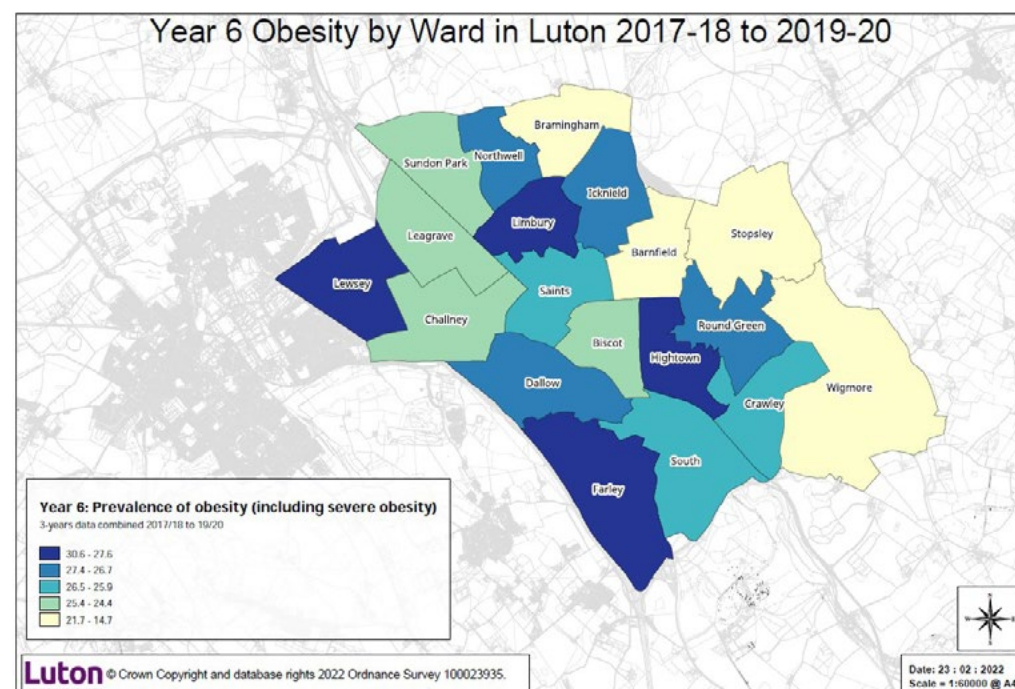 Year 6 Obesity by Ward in Luton 2017-18 to 2019-20
Bramingham
Sundon Park
Northwell
Icknield
Limbury
Stopsley
Leagrave
Barnfield
Lewsey
Saints
Challney
Round Green
Biscot
Hightown
Dallow
Wigmore
Crawley
South
Farley
Year 6: Prevalence of obesity (including severe obesity)
3-years data combined 2017/18 to 19/20
30.6 - 27.6
27.4 - 26.7
26.5 - 25.9
25.4 - 24.4
21.7 - 14.7
N
W E
S
Luton © Crown Copyright and database rights 2022 Ordnance Survey 100023935.
Date: 23 : 02 : 2022
Scale = 1:60000 @ A4